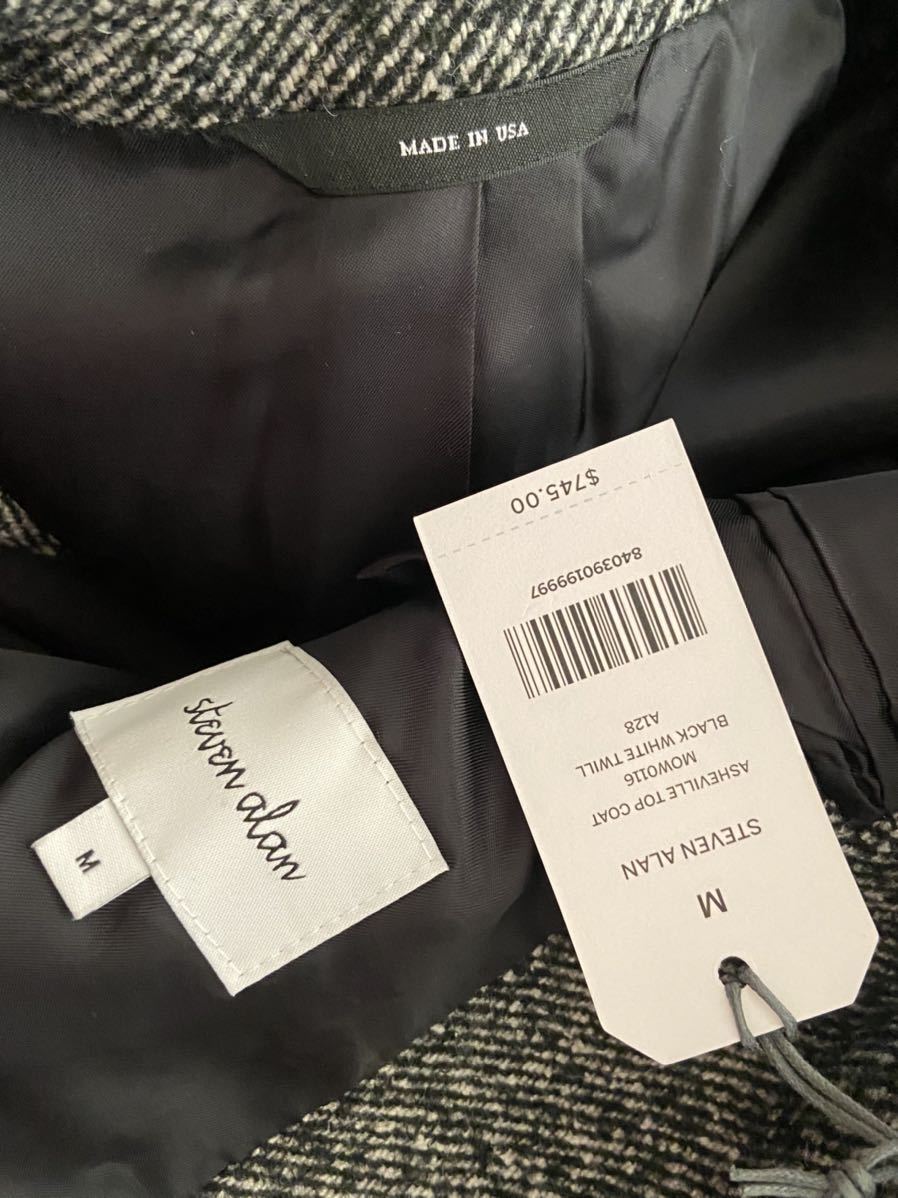 MADE IN USA
steven alan
M
M
STEVEN ALAN
ASHEVILLE TOP COAT
MOW0116
BLACK WHITE TWILL
A128
840390199997
$745.00